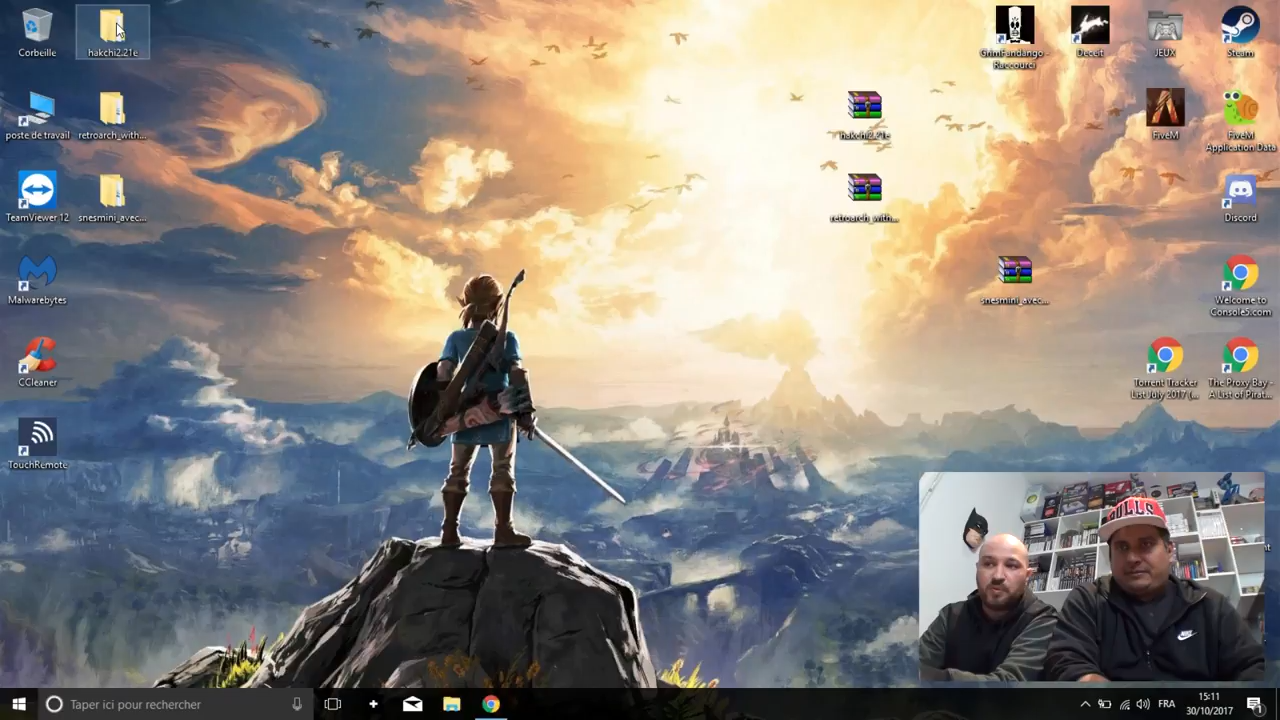 Corbeille
hakchi2.21e
poste de travail
retroarch_with...
TeamViewer 12
snesmini_avec...
Malwarebytes
CCleaner
TouchRemote
hakchi2.21e
retroarch_with...
snesmini_avec...
GrimFandango -
Raccourci
Deceit
JEUX
Steam
FiveM
FiveM
Application Data
Discord
Welcome to
Console5.com
Torrent Tracker
List July 2017 (...
The Proxy Bay -
A List of Pirat...
BULLS
Taper ici pour rechercher
FRA
15:11
30/10/2017
1